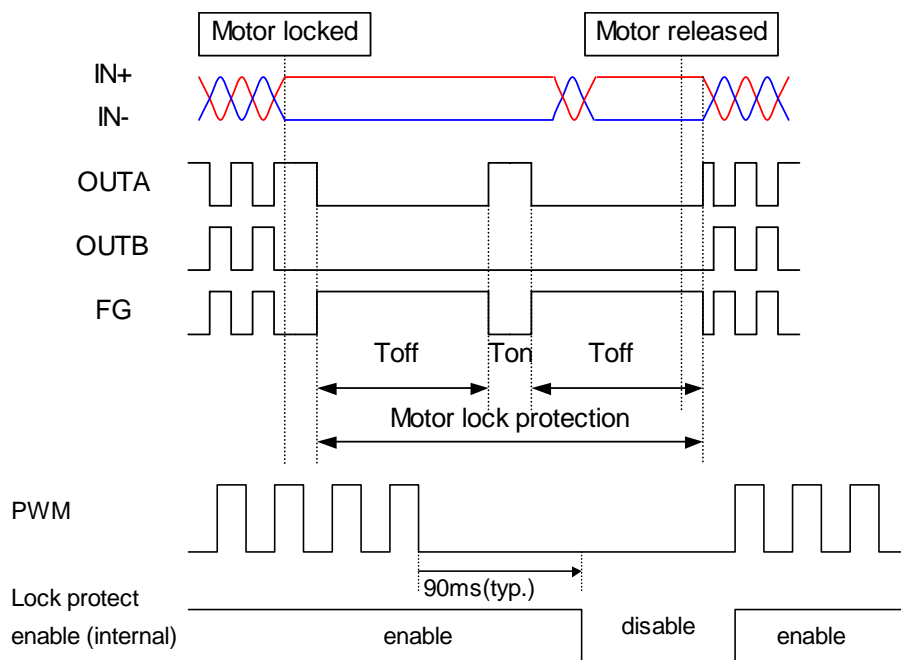 Motor locked
Motor released
IN+
IN-
OUTA
OUTB
FG
Toff
Ton
Toff
Motor lock protection
PWM
90ms(typ.)
Lock protect
enable (internal)
enable
disable
enable